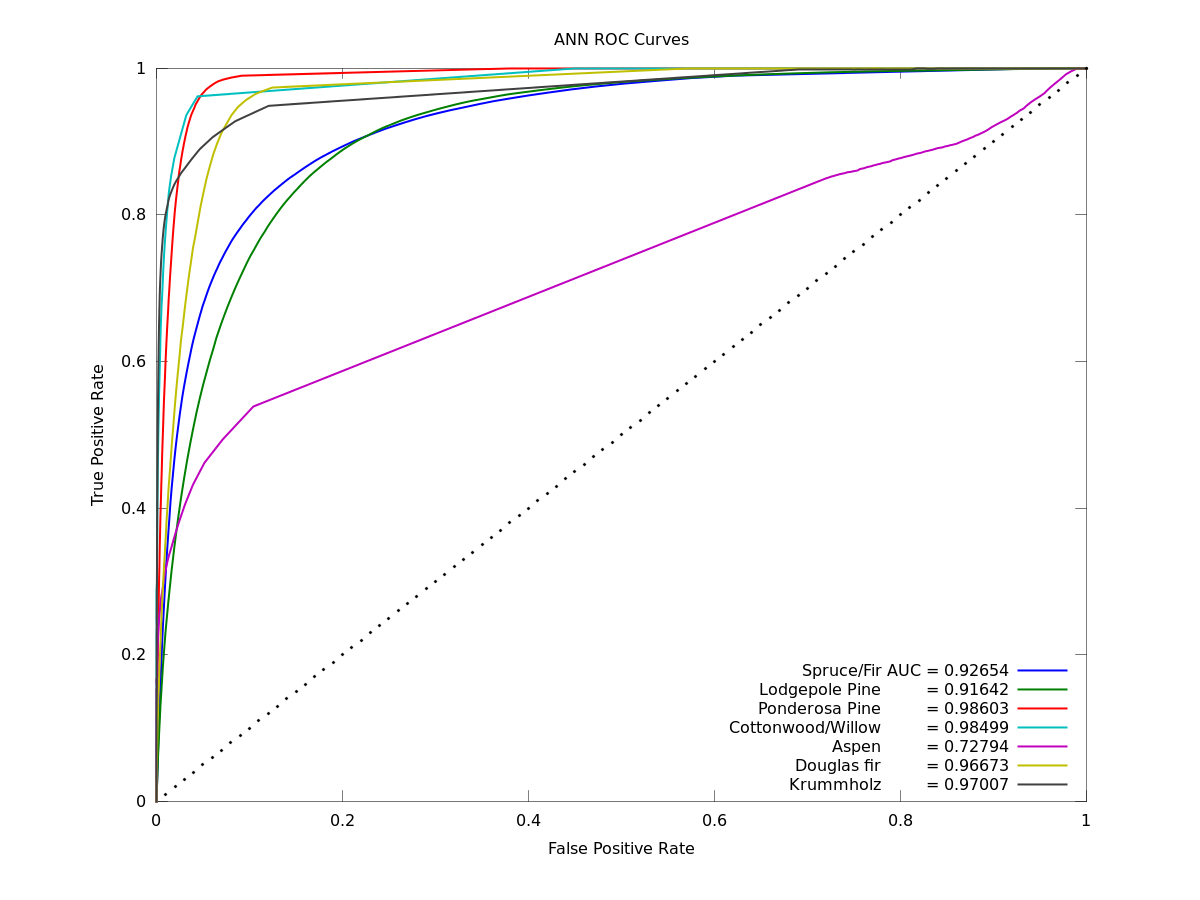 ANN ROC Curves
1
0.8
0.6
0.4
0.2
0
True Positive Rate
Spruce/Fir AUC = 0.92654
Lodgepole Pine = 0.91642
Ponderosa Pine = 0.98603
Cottonwood/Willow = 0.98499
Aspen = 0.72794
Douglas fir = 0.96673
Krummholz = 0.97007
0 0.2 0.4 0.6 0.8 1
False Positive Rate